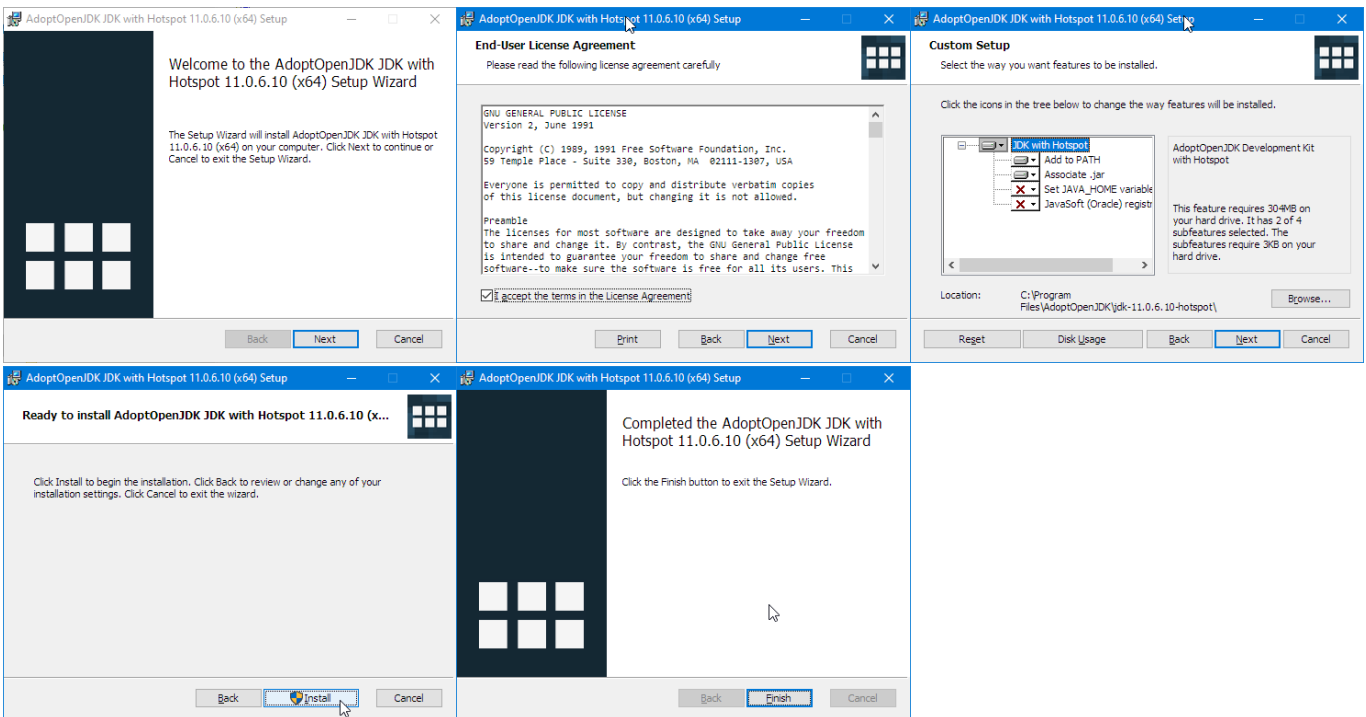 AdoptOpenJDK JDK with Hotspot 11.0.6.10 (x64) Setup
Welcome to the AdoptOpenJDK JDK with
Hotspot 11.0.6.10 (x64) Setup Wizard
The Setup Wizard will install AdoptOpenJDK JDK with Hotspot
11.0.6.10 (x64) on your computer. Click Next to continue or
Cancel to exit the Setup Wizard.
Back
Next
Cancel
AdoptOpenJDK JDK with Hotspot 11.0.6.10 (x64) Setup
End-User License Agreement
Please read the following license agreement carefully
GNU GENERAL PUBLIC LICENSE
Version 2, June 1991
Copyright (C) 1989, 1991 Free Software Foundation, Inc.
59 Temple Place - Suite 330, Boston, MA  02111-1307, USA
Everyone is permitted to copy and distribute verbatim copies
of this license document, but changing it is not allowed.
Preamble
The licenses for most software are designed to take away your freedom
to share and change it. By contrast, the GNU General Public License
is intended to guarantee your freedom to share and change free
software--to make sure the software is free for all its users. This
I accept the terms in the License Agreement
Print
Back
Next
Cancel
AdoptOpenJDK JDK with Hotspot 11.0.6.10 (x64) Setup
Custom Setup
Select the way you want features to be installed.
Click the icons in the tree below to change the way features will be installed.
JDK with Hotspot
Add to PATH
Associate .jar
Set JAVA_HOME variable
JavaSoft (Oracle) registr
AdoptOpenJDK Development Kit
with Hotspot
This feature requires 304MB on
your hard drive. It has 2 of 4
subfeatures selected. The
subfeatures require 3KB on your
hard drive.
Location:
C:\Program
Files\AdoptOpenJDK\jdk-11.0.6.10-hotspot\
Browse...
Reset
Disk Usage
Back
Next
Cancel
AdoptOpenJDK JDK with Hotspot 11.0.6.10 (x64) Setup
Ready to install AdoptOpenJDK JDK with Hotspot 11.0.6.10 (x...
Click Install to begin the installation. Click Back to review or change any of your
installation settings. Click Cancel to exit the wizard.
Back
Install
Cancel
AdoptOpenJDK JDK with Hotspot 11.0.6.10 (x64) Setup
Completed the AdoptOpenJDK JDK with
Hotspot 11.0.6.10 (x64) Setup Wizard
Click the Finish button to exit the Setup Wizard.
Back
Finish
Cancel